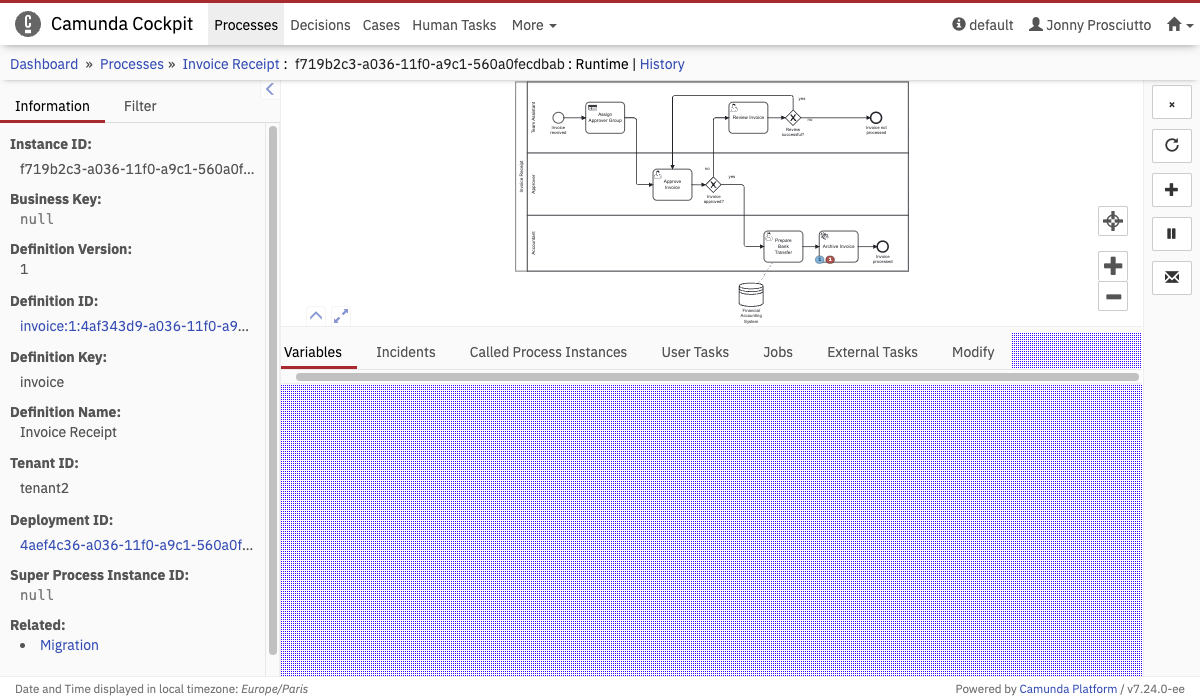 Camunda Cockpit Processes Decisions Cases Human Tasks More default Jonny Prosciutto
Dashboard » Processes » Invoice Receipt : f719b2c3-a036-11f0-a9c1-560a0fecdbab : Runtime | History
Information Filter
Instance ID:
f719b2c3-a036-11f0-a9c1-560a0f...
Business Key:
null
Definition Version:
1
Definition ID:
invoice:1:4af343d9-a036-11f0-a9...
Definition Key:
invoice
Definition Name:
Invoice Receipt
Tenant ID:
tenant2
Deployment ID:
4aef4c36-a036-11f0-a9c1-560a0f...
Super Process Instance ID:
null
Related:
• Migration
Invoice Receipt
Team Assistant
Invoice
received
Assign
Approver Group
Review Invoice
yes
no
Review
successful?
Invoice not
processed
Approver
Approve
Invoice
no
yes
Invoice
approved?
Accountant
Prepare
Bank
Transfer
Archive Invoice
1
1
Invoice
processed
Financial
Accounting
System
Variables Incidents Called Process Instances User Tasks Jobs External Tasks Modify
Date and Time displayed in local timezone: Europe/Paris
Powered by Camunda Platform / v7.24.0-ee